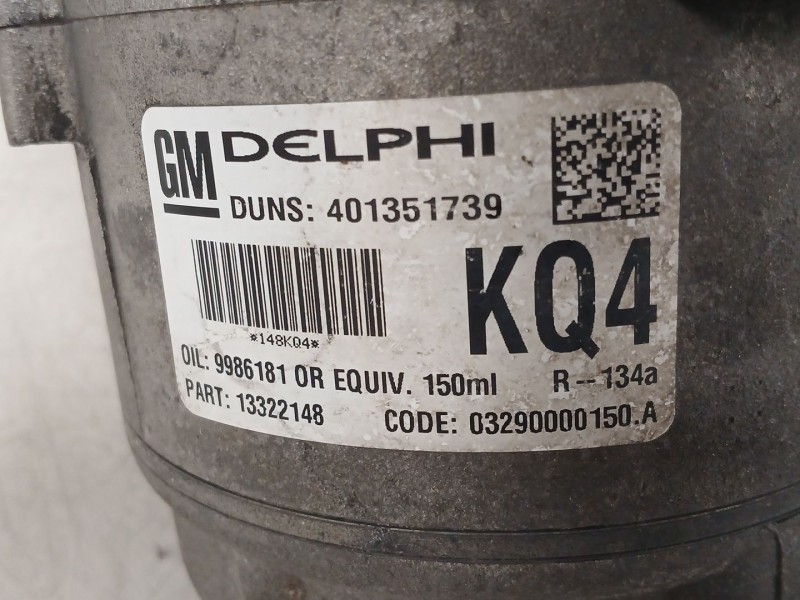 GM DELPHI
DUNS: 401351739
*148KQ4*
KQ4
OIL: 9986181 OR EQUIV. 150ml R--134a
PART: 13322148 CODE: 03290000150.A